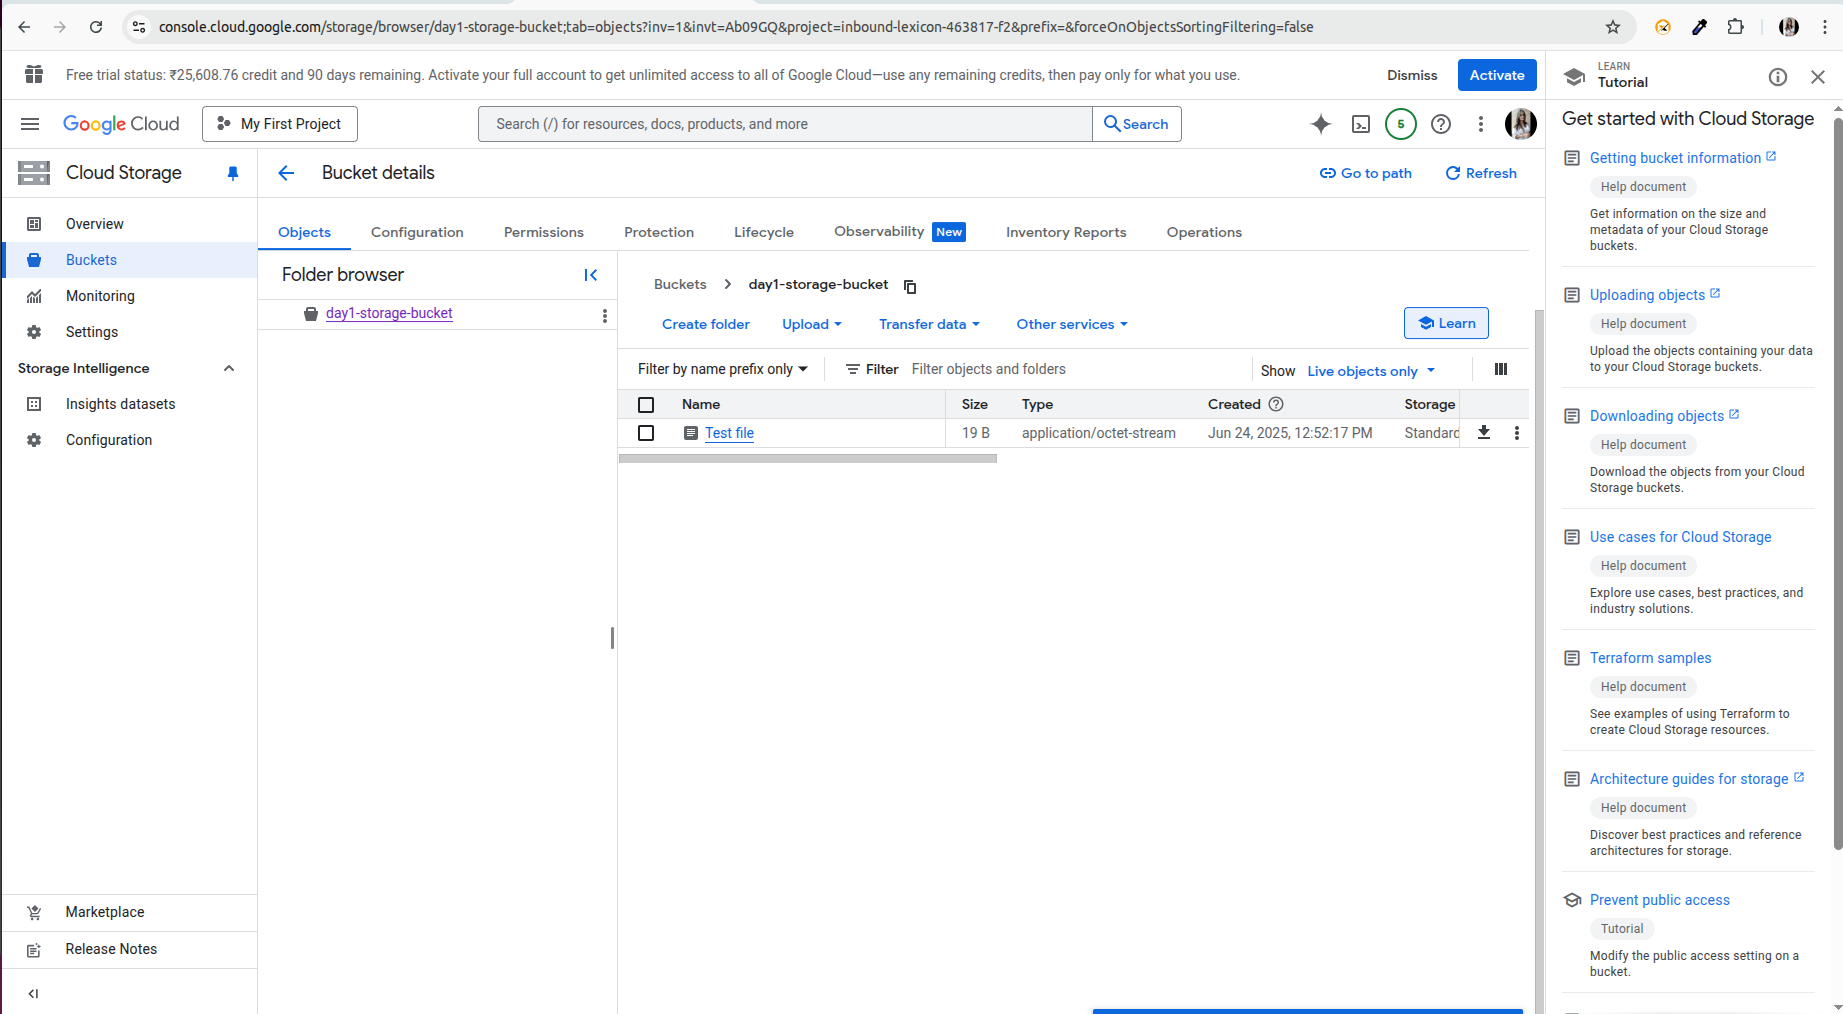 console.cloud.google.com/storage/browser/day1-storage-bucket;tab=objects?inv=1&invt=Ab09GQ&project=inbound-lexicon-463817-f2&prefix=&forceOnObjectsSortingFiltering=false
Free trial status: ₹25,608.76 credit and 90 days remaining. Activate your full account to get unlimited access to all of Google Cloud—use any remaining credits, then pay only for what you use.
Dismiss
Activate
LEARN
Tutorial
Google Cloud
My First Project
Search (/) for resources, docs, products, and more
Search
5
Cloud Storage
Overview
Buckets
Monitoring
Settings
Storage Intelligence
Insights datasets
Configuration
Marketplace
Release Notes
Bucket details
Go to path
Refresh
Objects
Configuration
Permissions
Protection
Lifecycle
Observability New
Inventory Reports
Operations
Folder browser
day1-storage-bucket
Buckets > day1-storage-bucket
Create folder
Upload
Transfer data
Other services
Learn
Filter by name prefix only
Filter
Filter objects and folders
Show
Live objects only
Name Size Type Created Storage
Test file 19 B application/octet-stream Jun 24, 2025, 12:52:17 PM Standard
Get started with Cloud Storage
Getting bucket information
Help document
Get information on the size and
metadata of your Cloud Storage
buckets.
Uploading objects
Help document
Upload the objects containing your data
to your Cloud Storage buckets.
Downloading objects
Help document
Download the objects from your Cloud
Storage buckets.
Use cases for Cloud Storage
Help document
Explore use cases, best practices, and
industry solutions.
Terraform samples
Help document
See examples of using Terraform to
create Cloud Storage resources.
Architecture guides for storage
Help document
Discover best practices and reference
architectures for storage.
Prevent public access
Tutorial
Modify the public access setting on a
bucket.